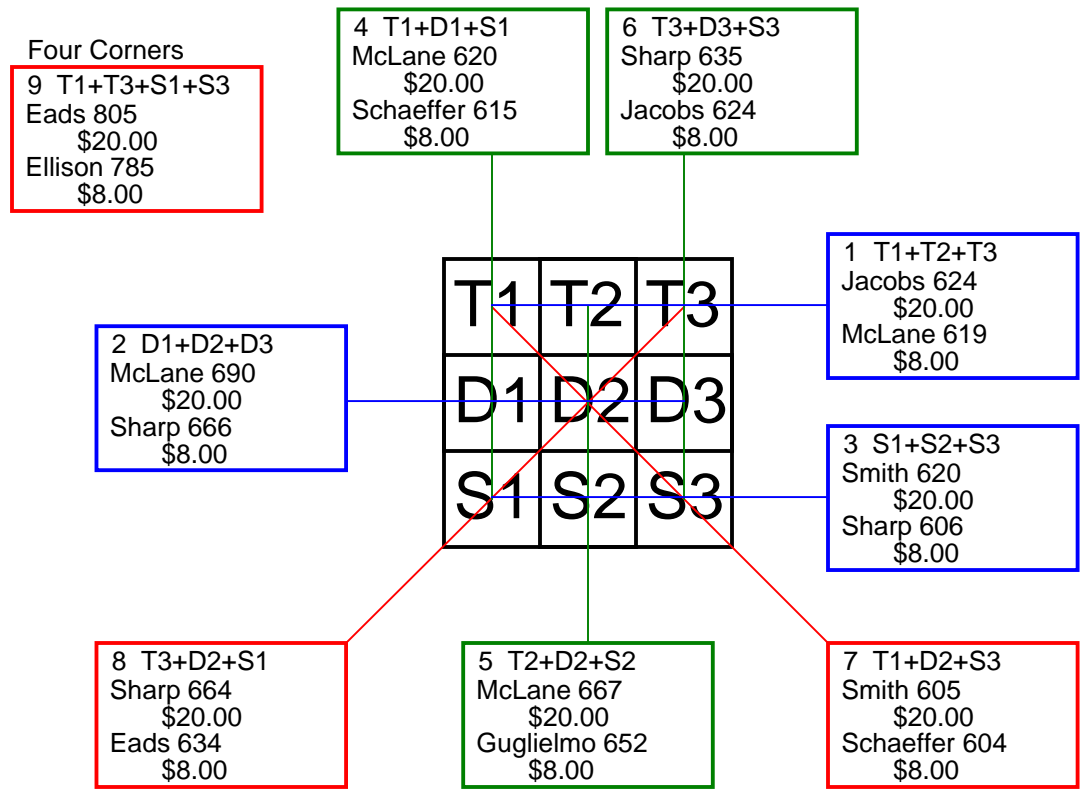 Four Corners
9 T1+T3+S1+S3
Eads 805
$20.00
Ellison 785
$8.00
4 T1+D1+S1
McLane 620
$20.00
Schaeffer 615
$8.00
6 T3+D3+S3
Sharp 635
$20.00
Jacobs 624
$8.00
1 T1+T2+T3
Jacobs 624
$20.00
McLane 619
$8.00
T1 T2 T3
2 D1+D2+D3
McLane 690
$20.00
Sharp 666
$8.00
D1 D2 D3
3 S1+S2+S3
Smith 620
$20.00
Sharp 606
$8.00
S1 S2 S3
8 T3+D2+S1
Sharp 664
$20.00
Eads 634
$8.00
5 T2+D2+S2
McLane 667
$20.00
Guglielmo 652
$8.00
7 T1+D2+S3
Smith 605
$20.00
Schaeffer 604
$8.00